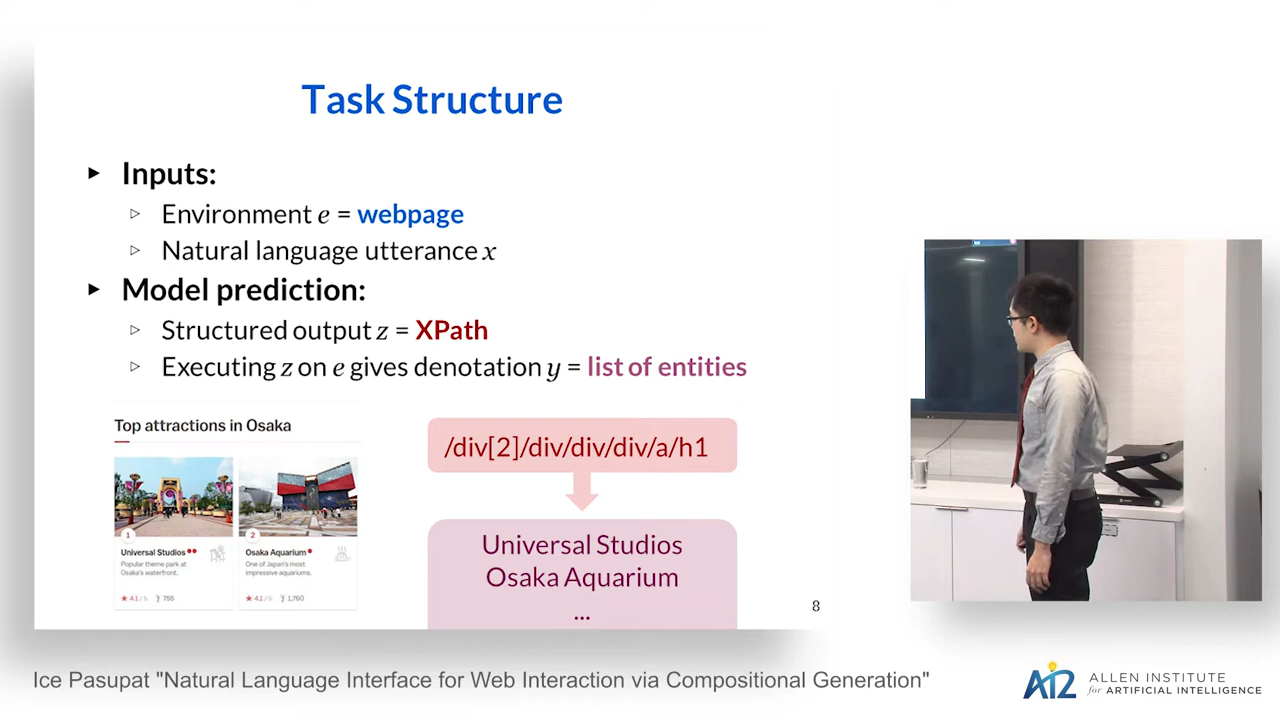 Task Structure
▸ Inputs:
▹ Environment e = webpage
▹ Natural language utterance x
▸ Model prediction:
▹ Structured output z = XPath
▹ Executing z on e gives denotation y = list of entities
Top attractions in Osaka
1
Universal Studios
Popular theme park at
Osaka's waterfront.
4.1 / 5 755
2
Osaka Aquarium
One of Japan's most
impressive aquariums.
4.1 / 5 1,760
/div[2]/div/div/div/a/h1
Universal Studios
Osaka Aquarium
...
8
Ice Pasupat "Natural Language Interface for Web Interaction via Compositional Generation"
AI2
ALLEN INSTITUTE
for ARTIFICIAL INTELLIGENCE